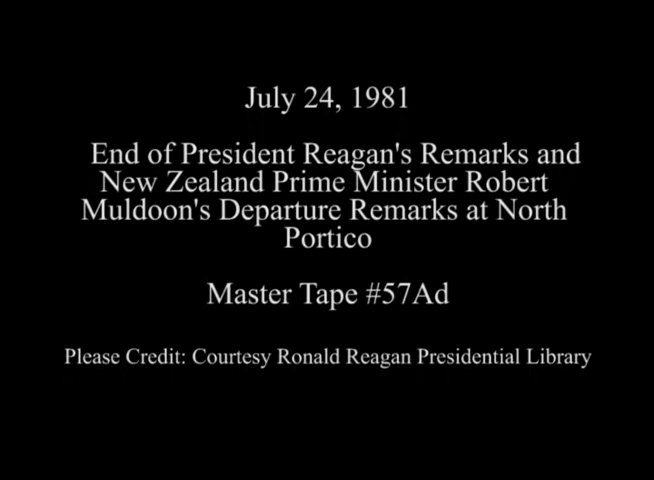 July 24, 1981
End of President Reagan's Remarks and
New Zealand Prime Minister Robert
Muldoon's Departure Remarks at North
Portico
Master Tape #57Ad
Please Credit: Courtesy Ronald Reagan Presidential Library